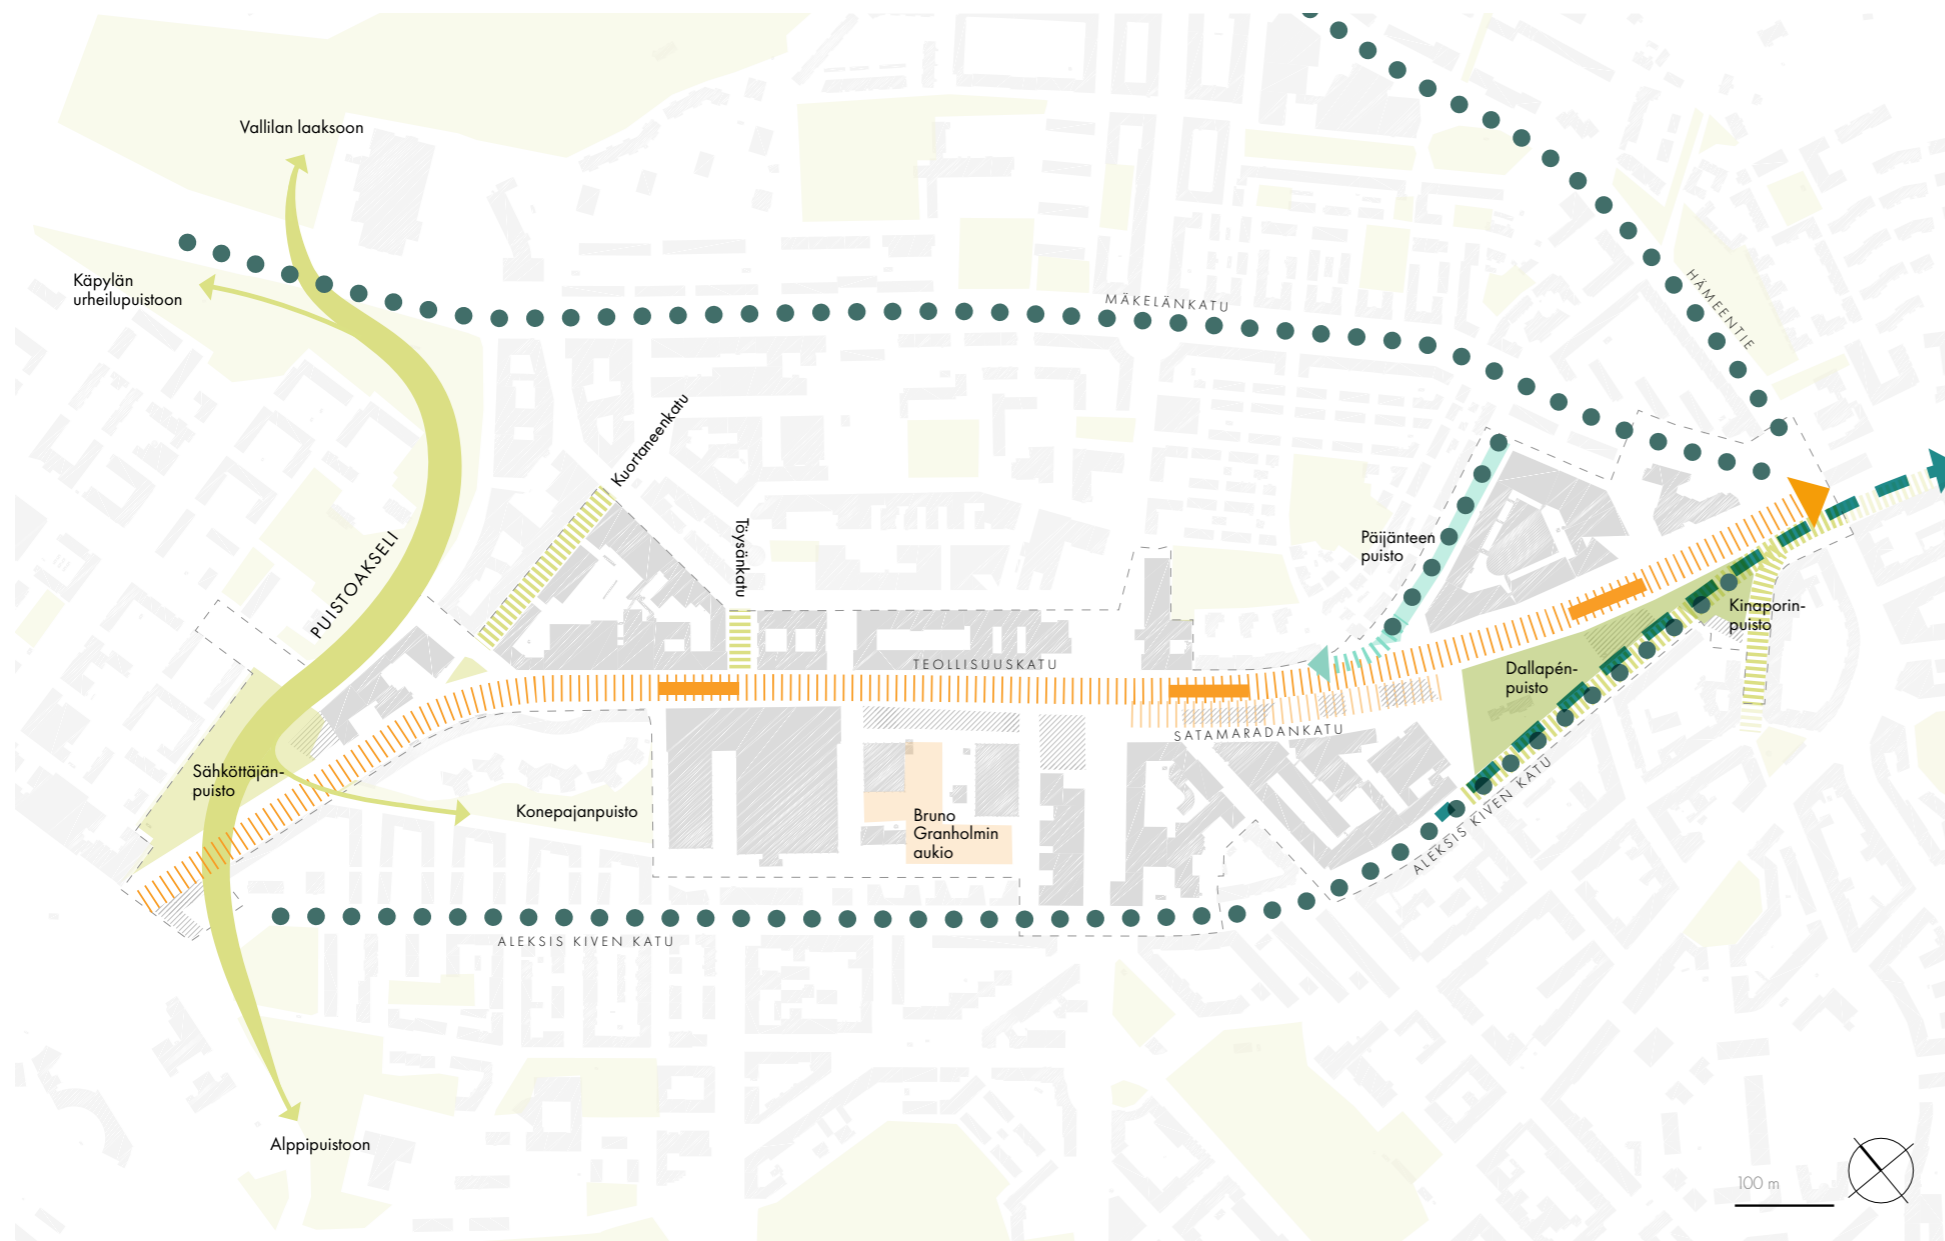 Vallilan laaksoon
Käpylän
urheilupuistoon
MÄKELÄNKATU
HÄMEENTIE
Kuortaneenkatu
Töysänkatu
PUISTOAKSELI
Päijänteen
puisto
Kinaporin-
puisto
TEOLLISUUSKATU
Dallapén-
puisto
SATAMARADANKATU
Sähköttäjän-
puisto
Konepajanpuisto
Bruno
Granholmin
aukio
ALEKSIS KIVEN KATU
ALEKSIS KIVEN KATU
Alppipuistoon
100 m